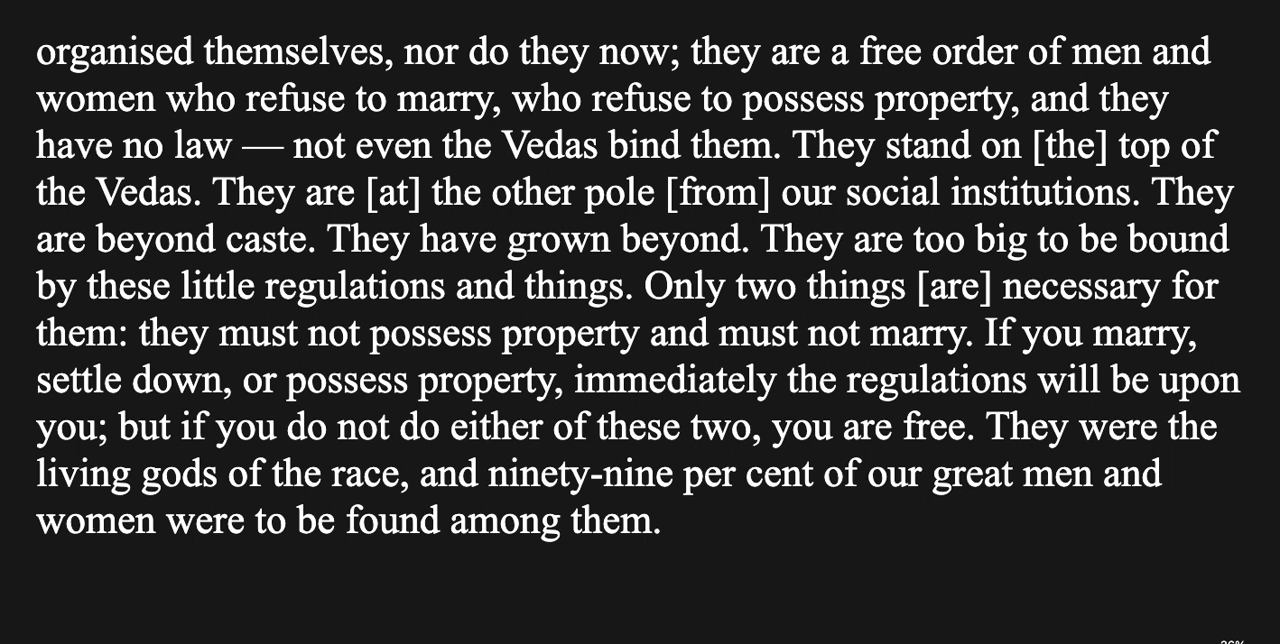 organised themselves, nor do they now; they are a free order of men and
women who refuse to marry, who refuse to possess property, and they
have no law — not even the Vedas bind them. They stand on [the] top of
the Vedas. They are [at] the other pole [from] our social institutions. They
are beyond caste. They have grown beyond. They are too big to be bound
by these little regulations and things. Only two things [are] necessary for
them: they must not possess property and must not marry. If you marry,
settle down, or possess property, immediately the regulations will be upon
you; but if you do not do either of these two, you are free. They were the
living gods of the race, and ninety-nine per cent of our great men and
women were to be found among them.